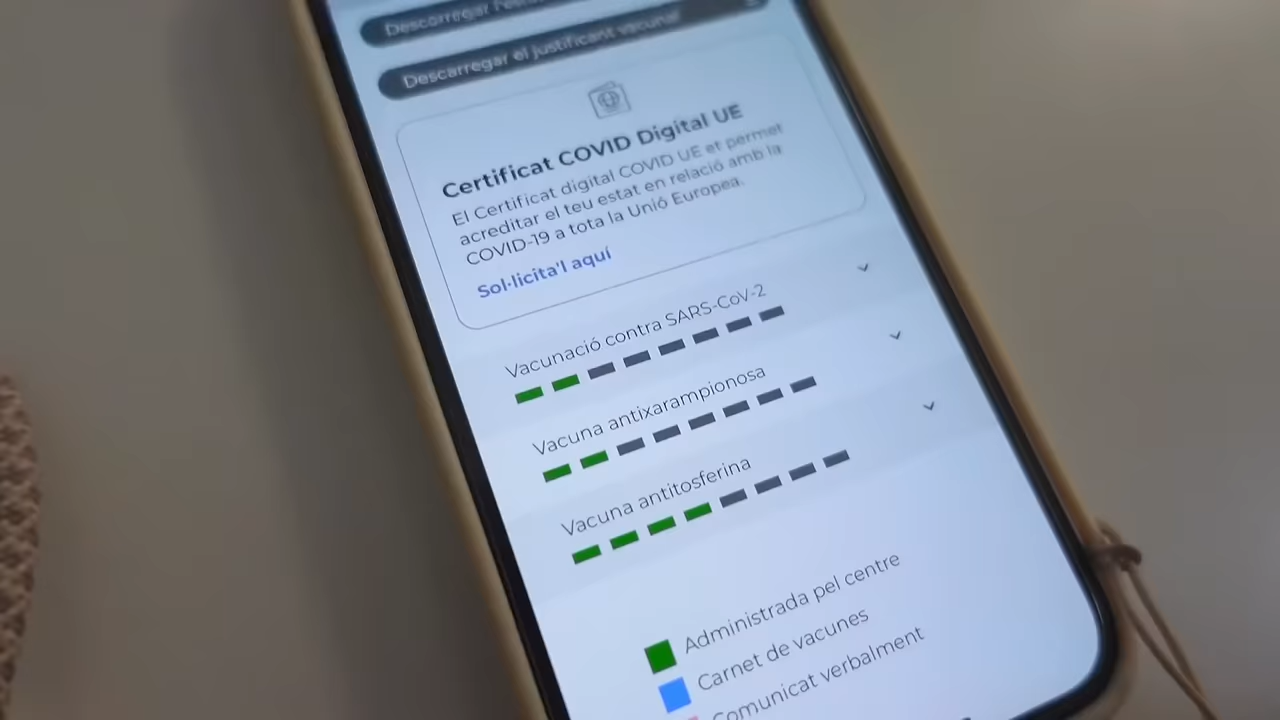 Descarregar
Descarregar el justificant vacunal
Certificat COVID Digital UE
El Certificat digital COVID UE et permet
acreditar el teu estat en relació amb la
COVID-19 a tota la Unió Europea.
Sol·licita'l aquí
Vacunació contra SARS-CoV-2
Vacuna antixarampionosa
Vacuna antitosferina
Administrada pel centre
Carnet de vacunes
Comunicat verbalment